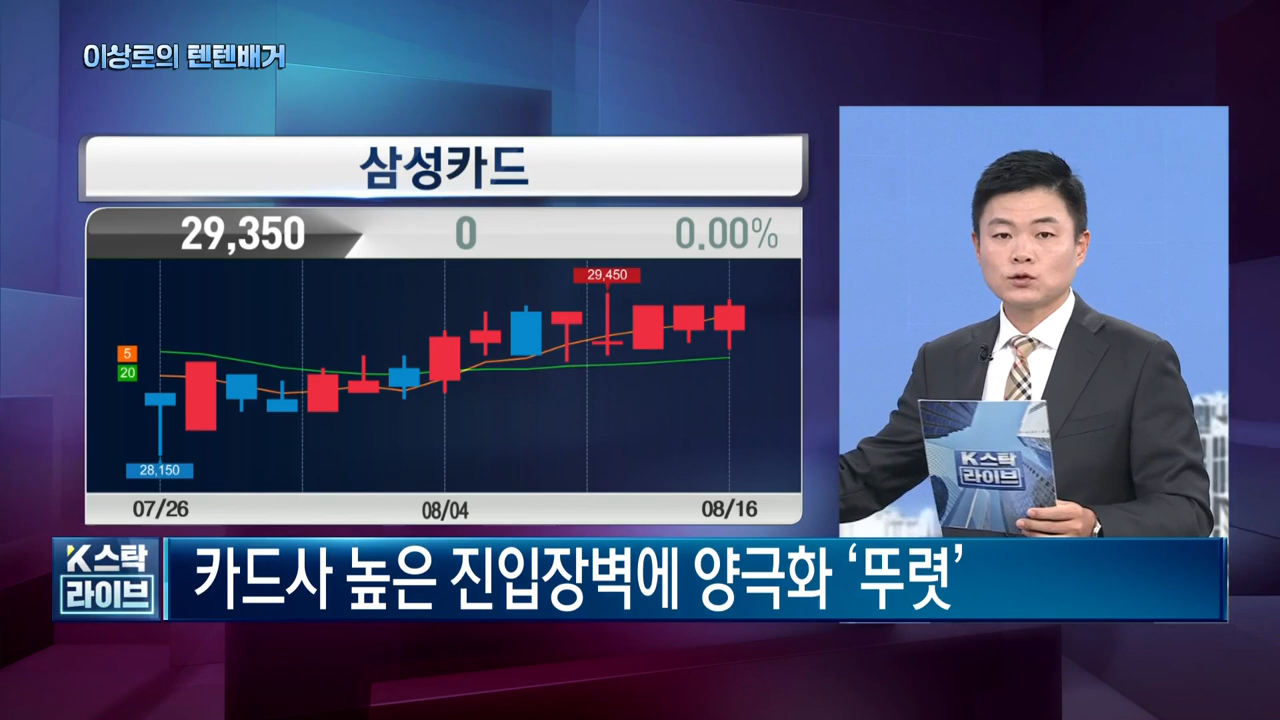 이상로의 텐텐배거
삼성카드
29,350 0 0.00%
29,450
5
20
28,150
07/26 08/04 08/16
K스탁
라이브
K스탁
라이브
카드사 높은 진입장벽에 양극화 ‘뚜렷’